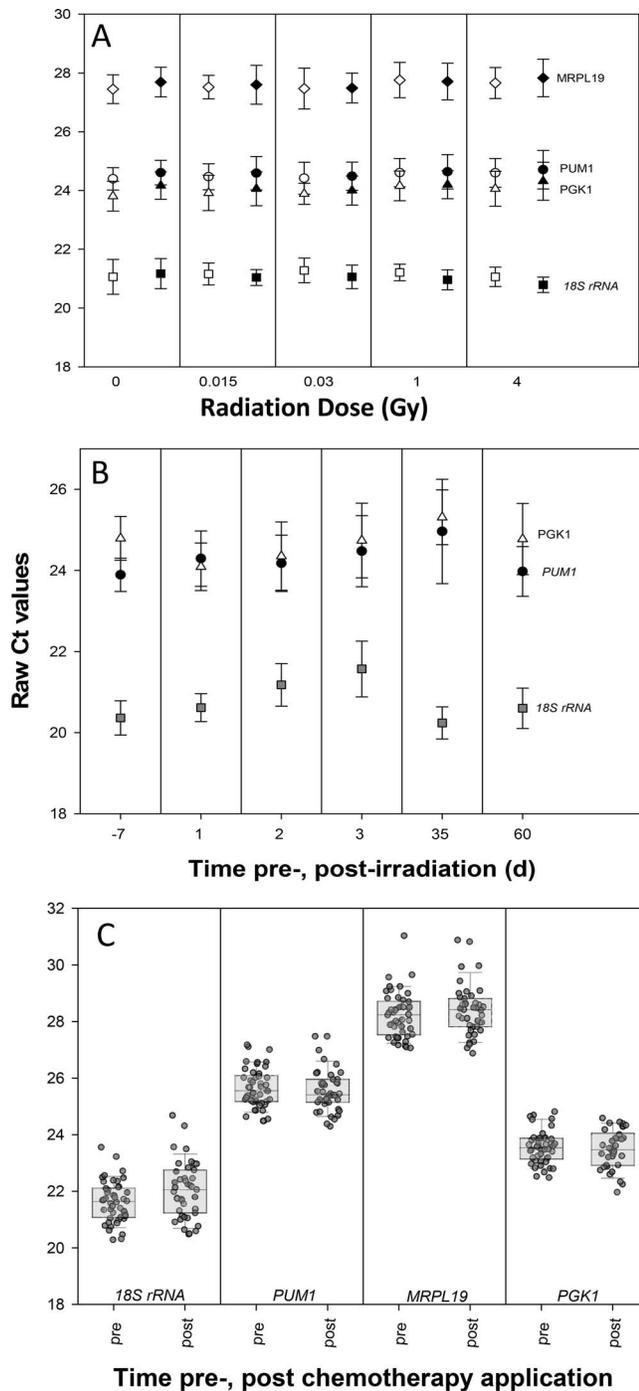 A
30
28
MRPL19
26
PUM1
24
PGK1
22
18S rRNA
20
18
0 0.015 0.03 1 4
Radiation Dose (Gy)
B
26
PGK1
24
PUM1
22
18S rRNA
20
18
-7 1 2 3 35 60
Raw Ct values
Time pre-, post-irradiation (d)
C
32
30
28
26
24
22
20
18
18S rRNA PUM1 MRPL19 PGK1
pre post pre post pre post pre post
Time pre-, post chemotherapy application